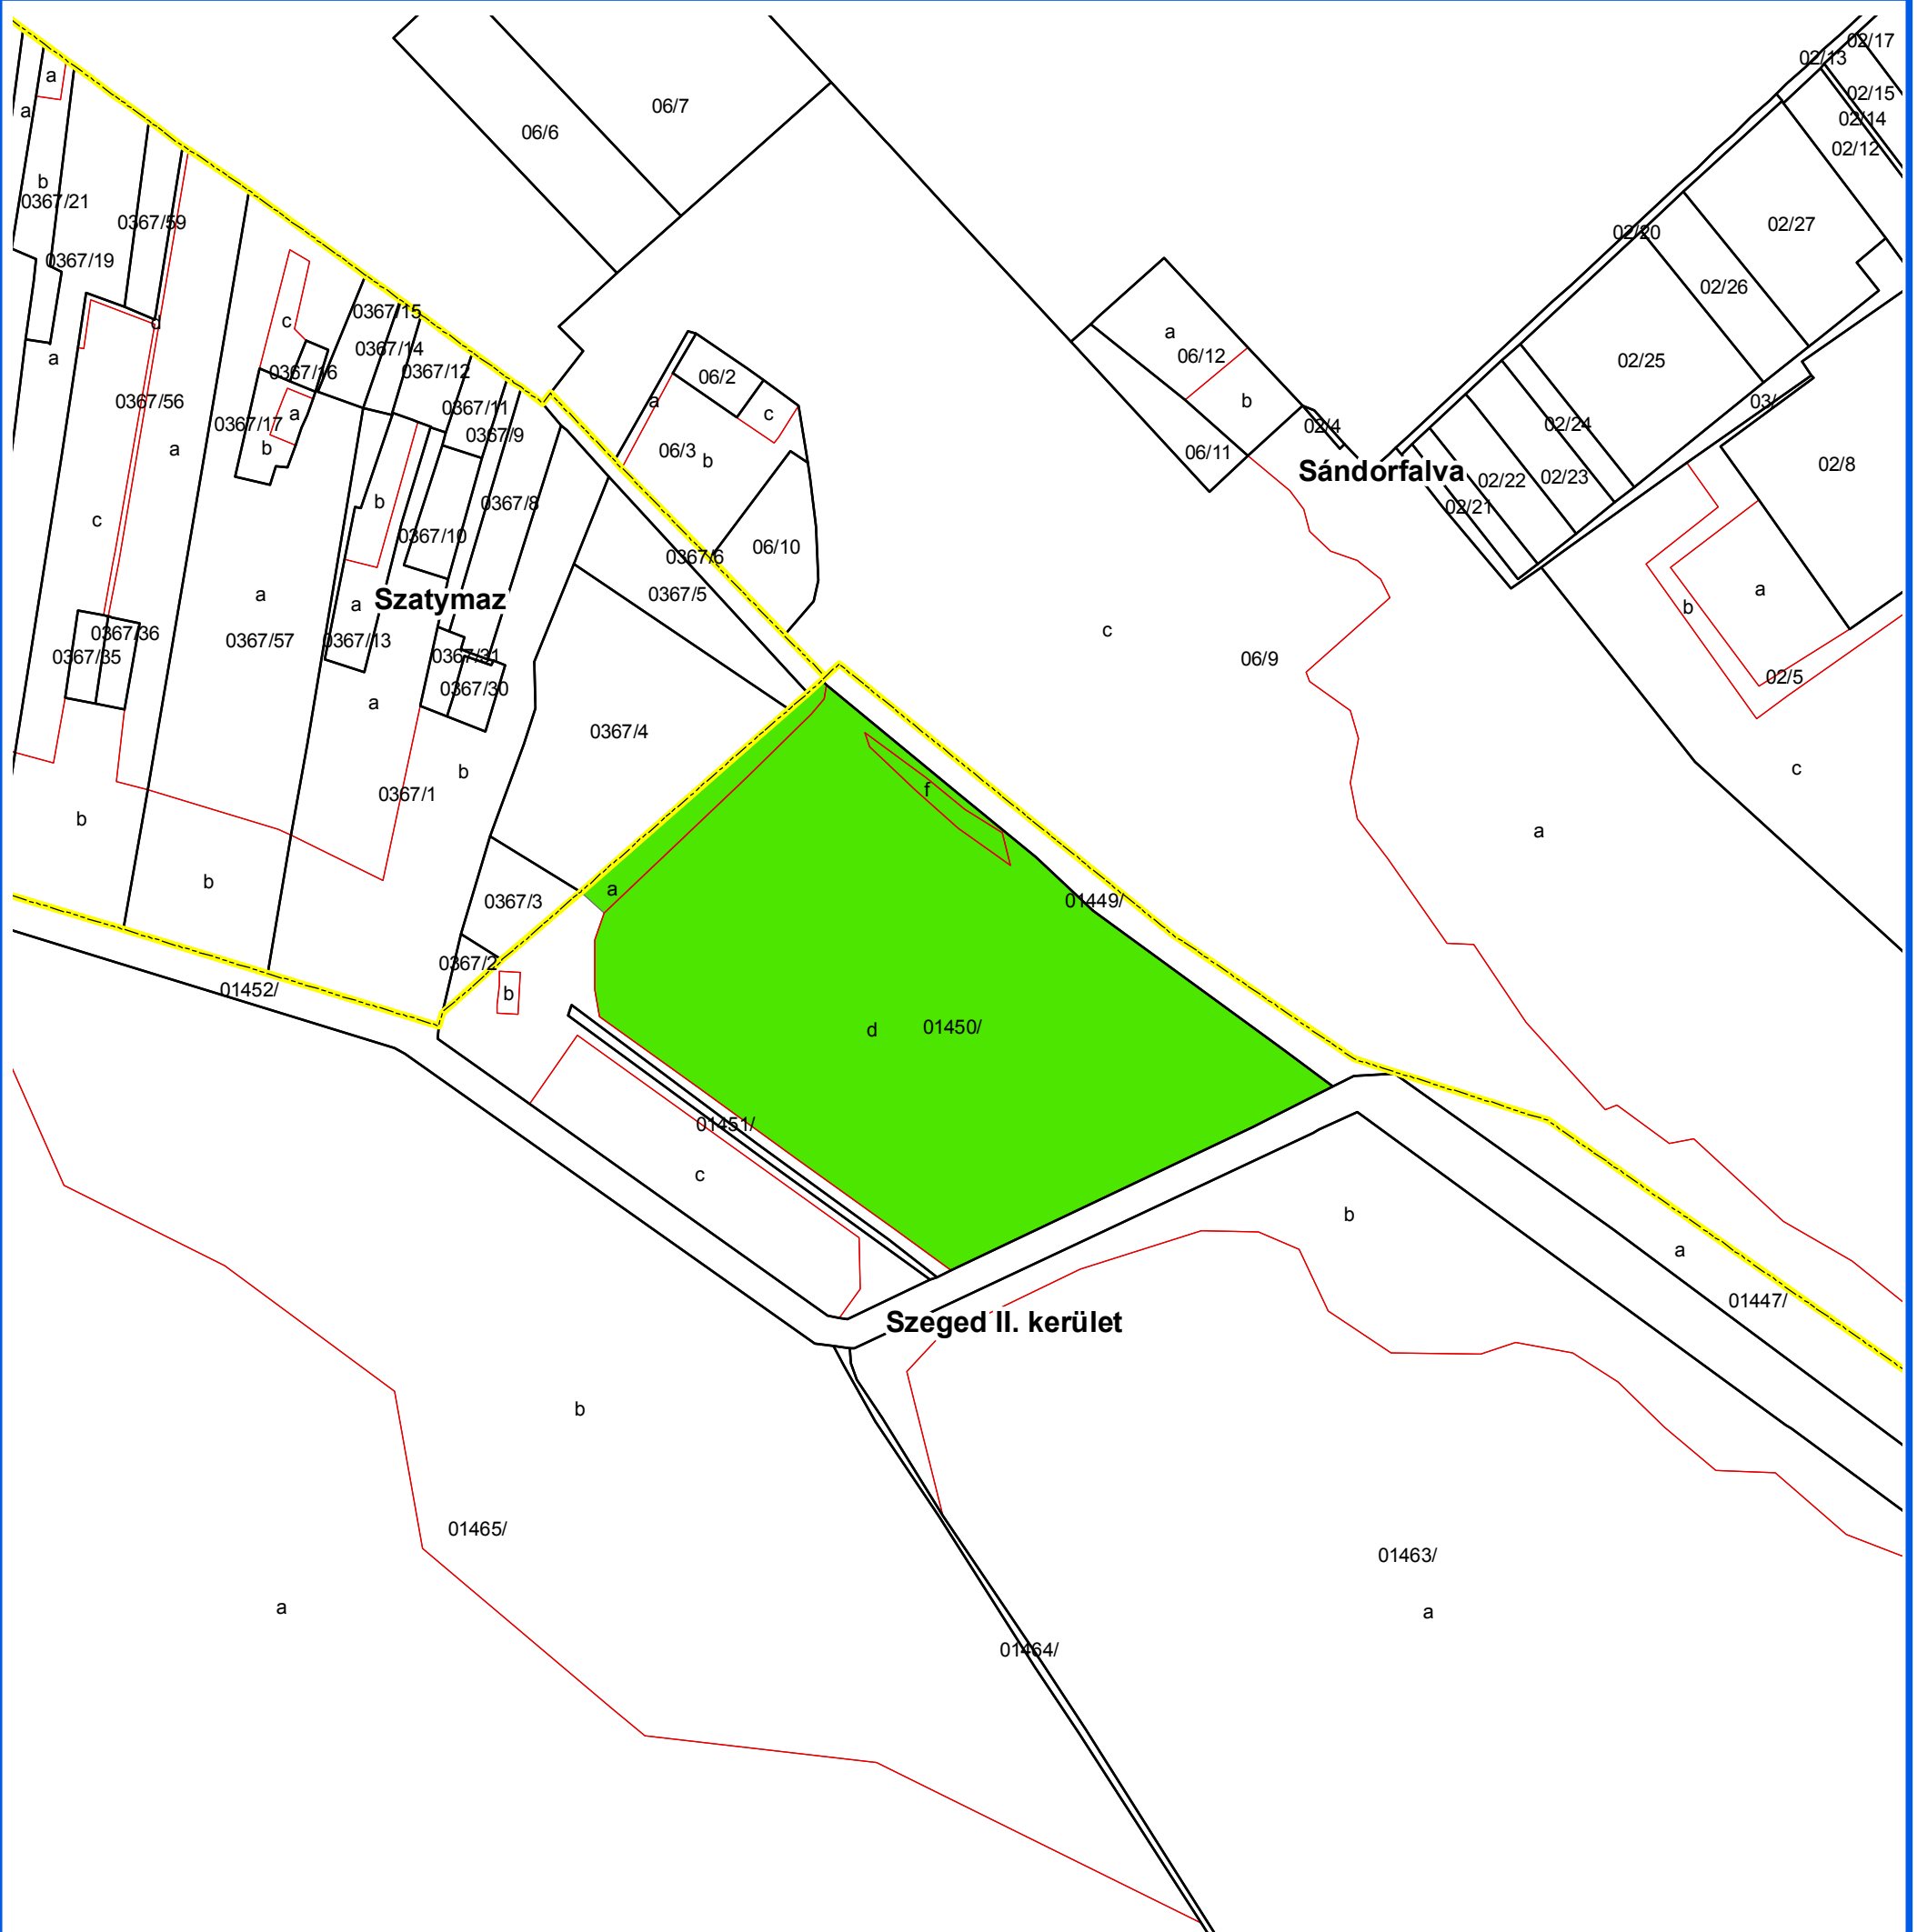 02/17
02/13
a
02/15
06/7
a
02/14
06/6
02/12
b
0367/21
0367/59
02/27
02/20
0367/19
02/26
0367/15
c
d
a
0367/14
a
06/12
02/25
0367/16
0367/12
06/2
0367/56
a
b
03/
0367/11
c
a
0367/17
02/4
02/24
0367/9
b
a
06/3
b
06/11
02/8
Sándorfalva
02/22
02/23
b
0367/8
02/21
c
0367/10
06/10
0367/6
a
0367/5
a
Szatymaz
a
b
0367/36
c
0367/57
0367/13
0367/35
0367/31
06/9
02/5
0367/30
a
0367/4
b
c
f
0367/1
b
a
b
a
0367/3
01449/
0367/2
01452/
b
d
01450/
01451/
c
b
a
01447/
Szeged II. kerület
b
01465/
01463/
a
a
01464/